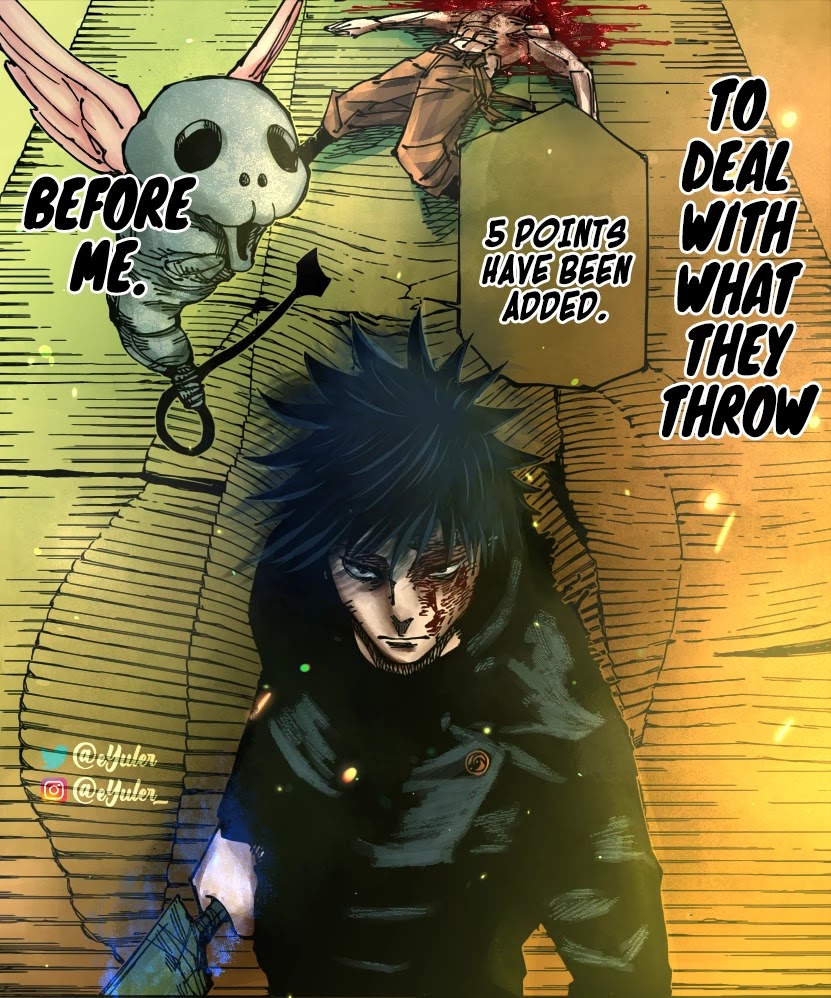 TO
DEAL
WITH
WHAT
THEY
THROW
5 POINTS
HAVE BEEN
ADDED.
BEFORE
ME.
@eYuler
@eYuler_